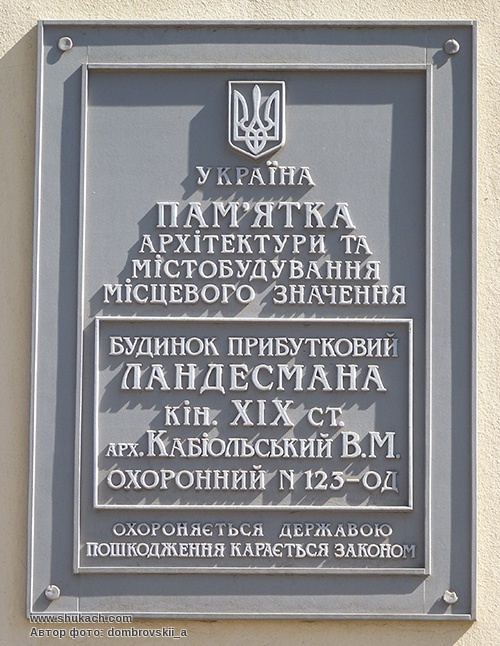 УКРАЇНА
ПАМ'ЯТКА
АРХІТЕКТУРИ ТА
МІСТОБУДУВАННЯ
МІСЦЕВОГО ЗНАЧЕННЯ
БУДИНОК ПРИБУТКОВИЙ
ЛАНДЕСМАНА
кін. XIX ст.
арх. Кабіольський В.М.
ОХОРОННИЙ N 123-ОД
ОХОРОНЯЄТЬСЯ ДЕРЖАВОЮ
ПОШКОДЖЕННЯ КАРАЄТЬСЯ ЗАКОНОМ
www.shukach.com
Автор фото: dombrovskii_a